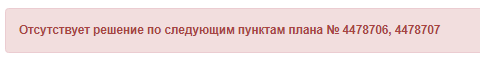 Отсутствует решение по следующим пунктам плана № 4478706, 4478707